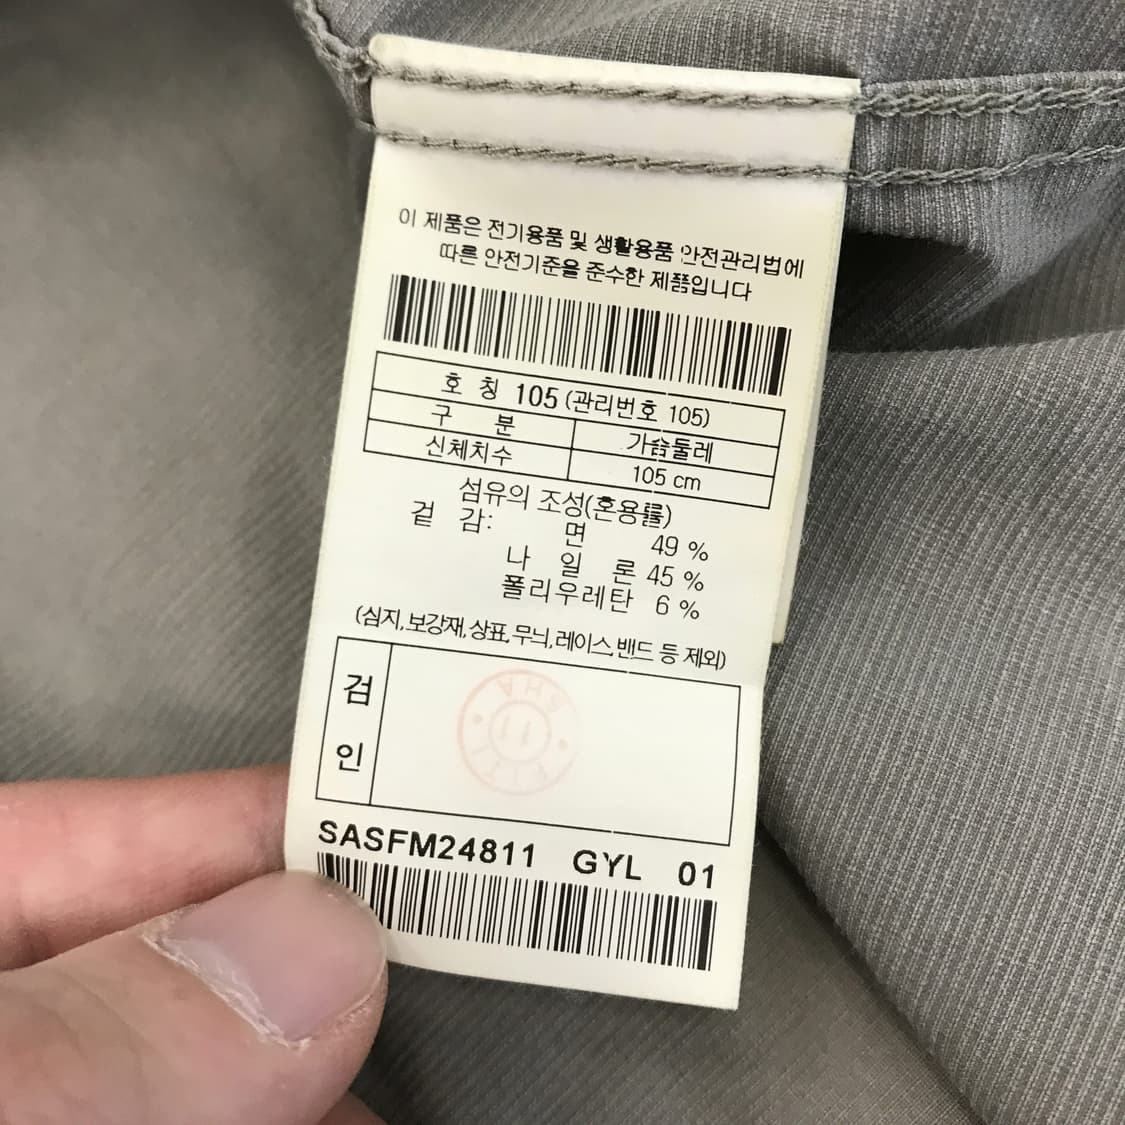 이 제품은 전기용품 및 생활용품 안전관리법에
따른 안전기준을 준수한 제품입니다
호 칭 105 (관리번호 105)
구 분 가슴둘레
신체치수 105 cm
섬유의 조성(혼용률)
겉 감: 면 49 %
나 일 론 45 %
폴리우레탄 6 %
(심지,보강재,상표,무늬,레이스,밴드 등 제외)
검
인
11
SASFM24811 GYL 01